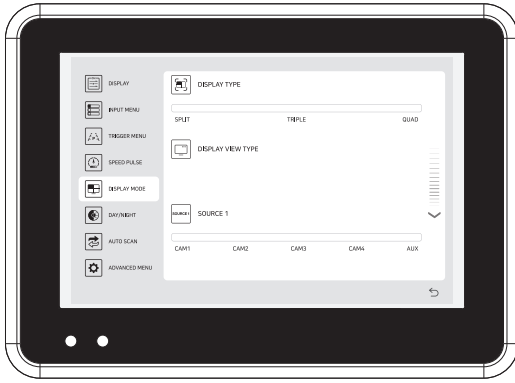 DISPLAY
INPUT MENU
TRIGGER MENU
SPEED PULSE
DISPLAY MODE
DAY/NIGHT
AUTO SCAN
ADVANCED MENU
DISPLAY TYPE
SPLIT TRIPLE QUAD
DISPLAY VIEW TYPE
SOURCE 1 SOURCE 1
CAM1 CAM2 CAM3 CAM4 AUX